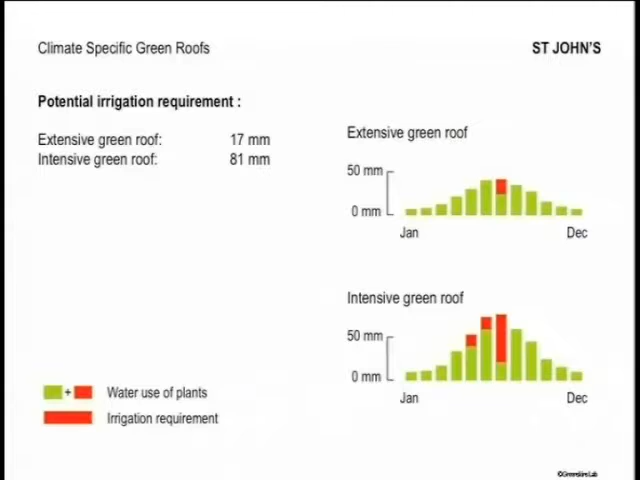 Climate Specific Green Roofs
ST JOHN'S
Potential irrigation requirement :
Extensive green roof: 17 mm
Intensive green roof: 81 mm
Extensive green roof
50 mm
0 mm
Jan Dec
Intensive green roof
50 mm
0 mm
Jan Dec
+ Water use of plants
Irrigation requirement